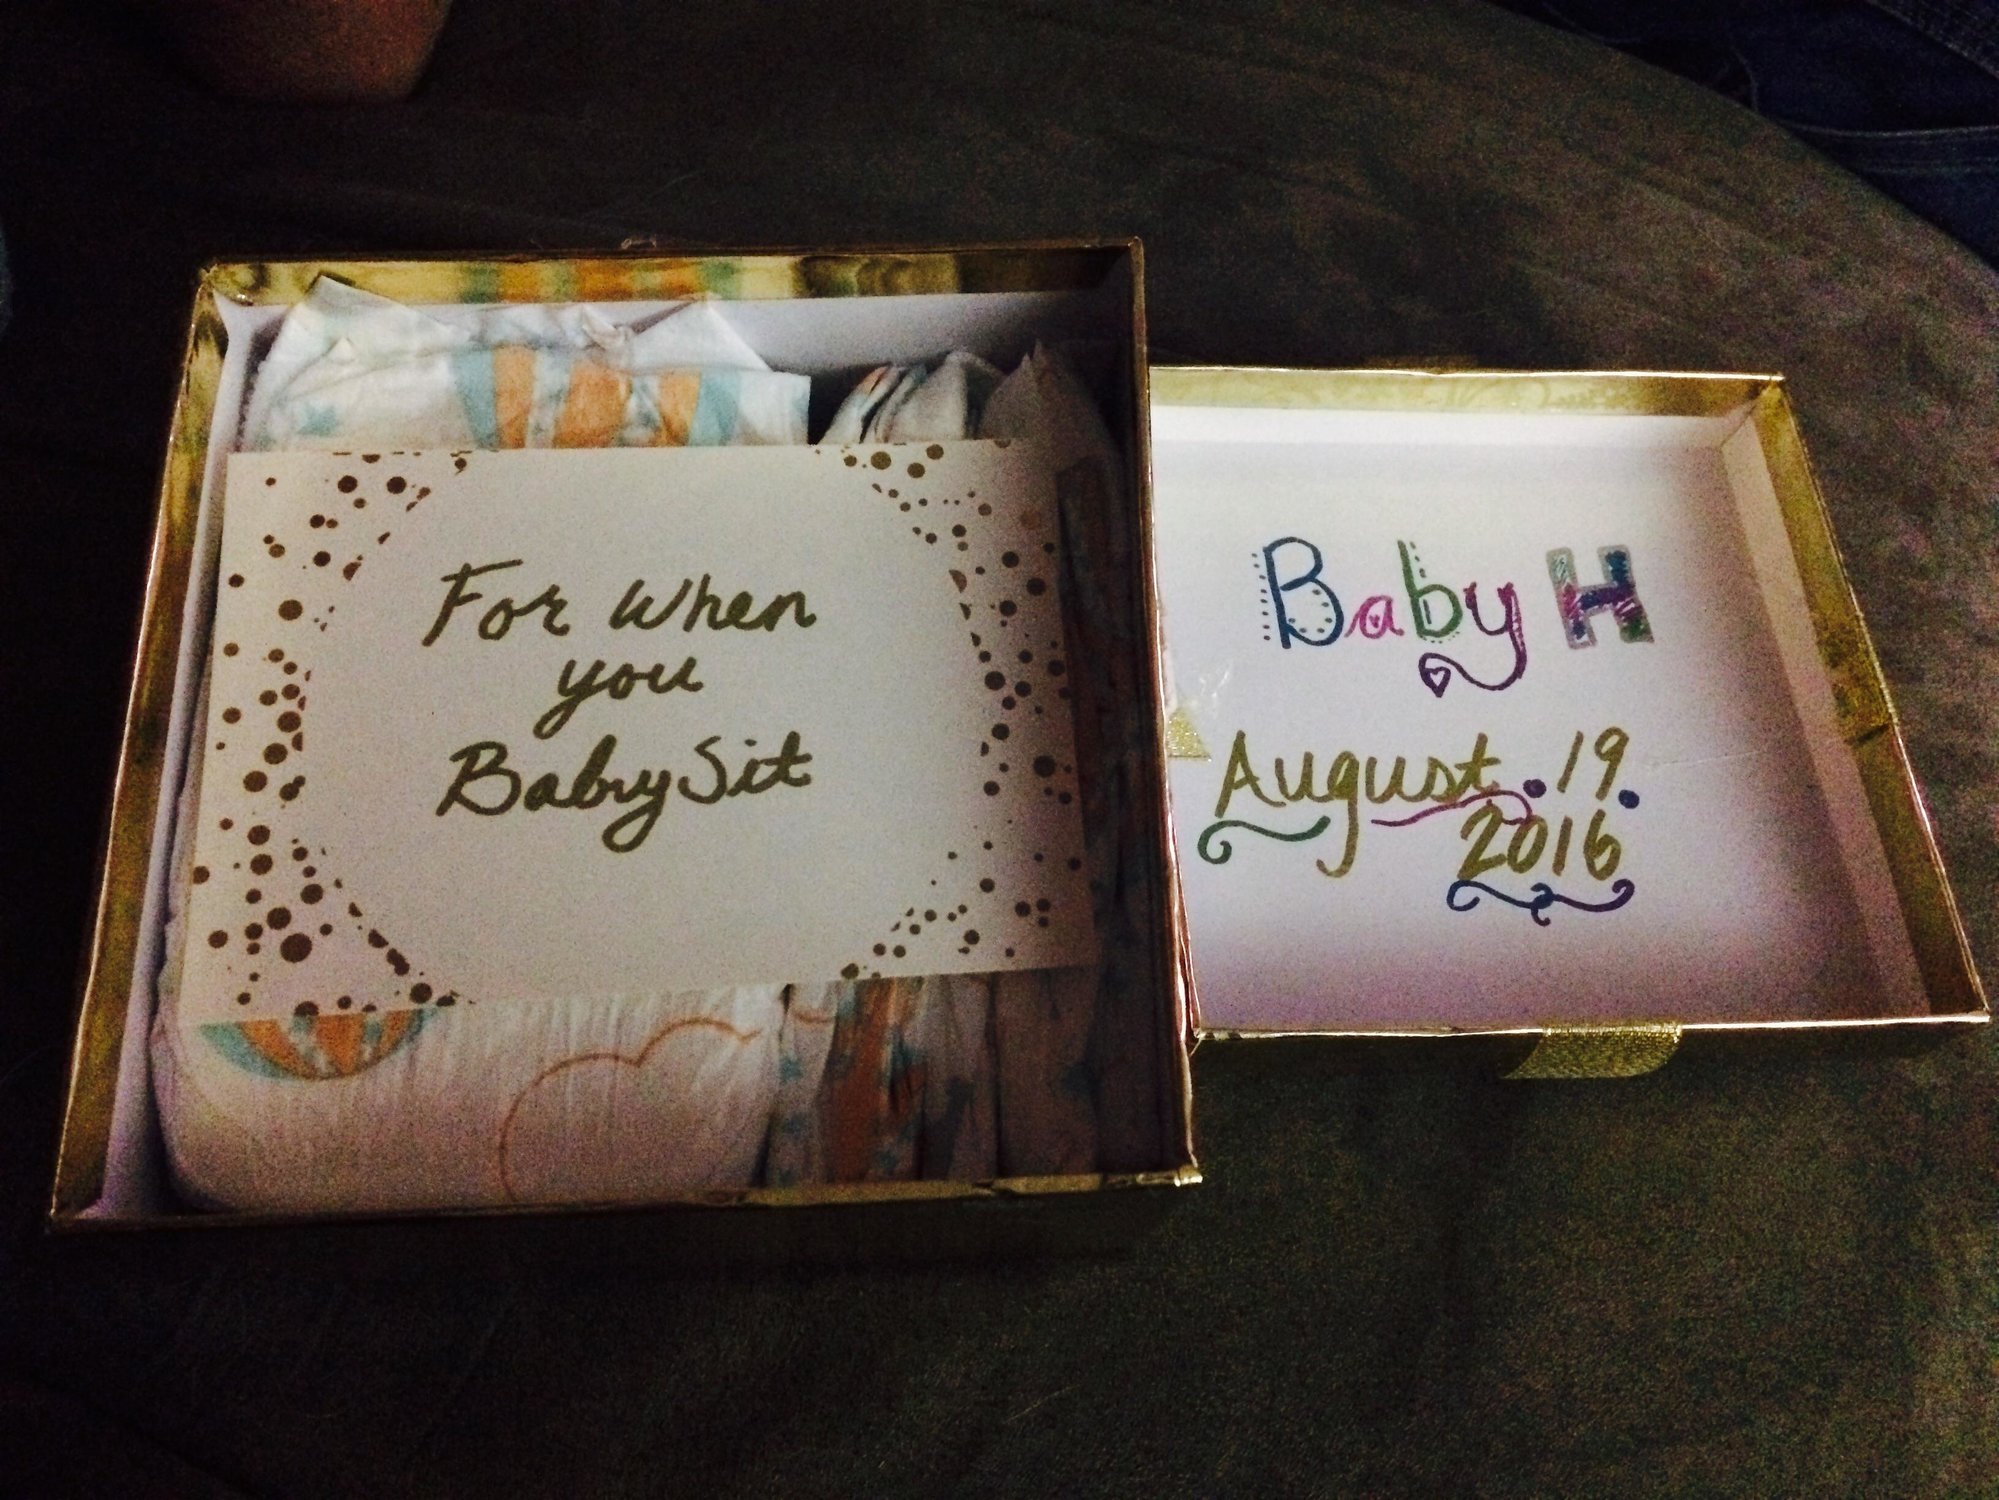 For When
you
BabySit
Baby H
August .19.
2016